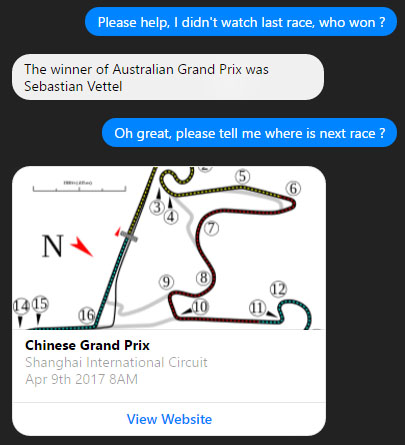 Please help, I didn't watch last race, who won ?
The winner of Australian Grand Prix was
Sebastian Vettel
Oh great, please tell me where is next race ?
5
6
3
4
7
N
8
9
12
14 15
16
10
11
Chinese Grand Prix
Shanghai International Circuit
Apr 9th 2017 8AM
View Website